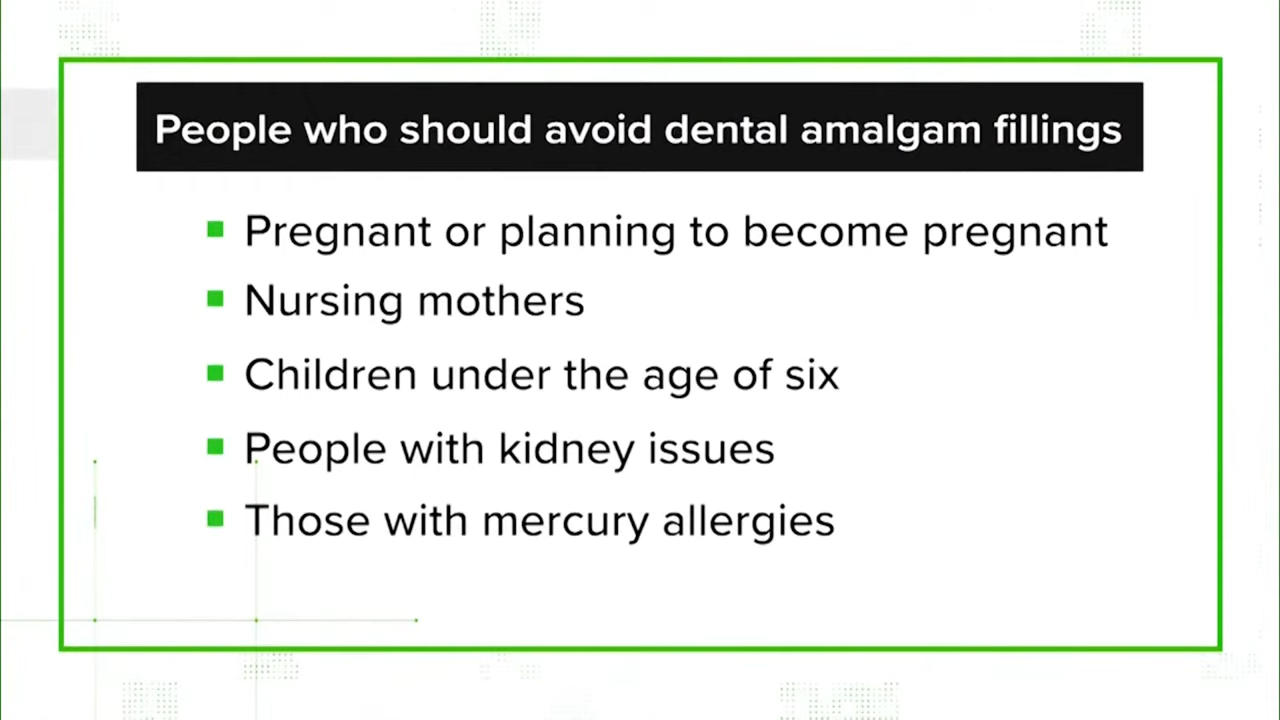 People who should avoid dental amalgam fillings
Pregnant or planning to become pregnant
Nursing mothers
Children under the age of six
People with kidney issues
Those with mercury allergies